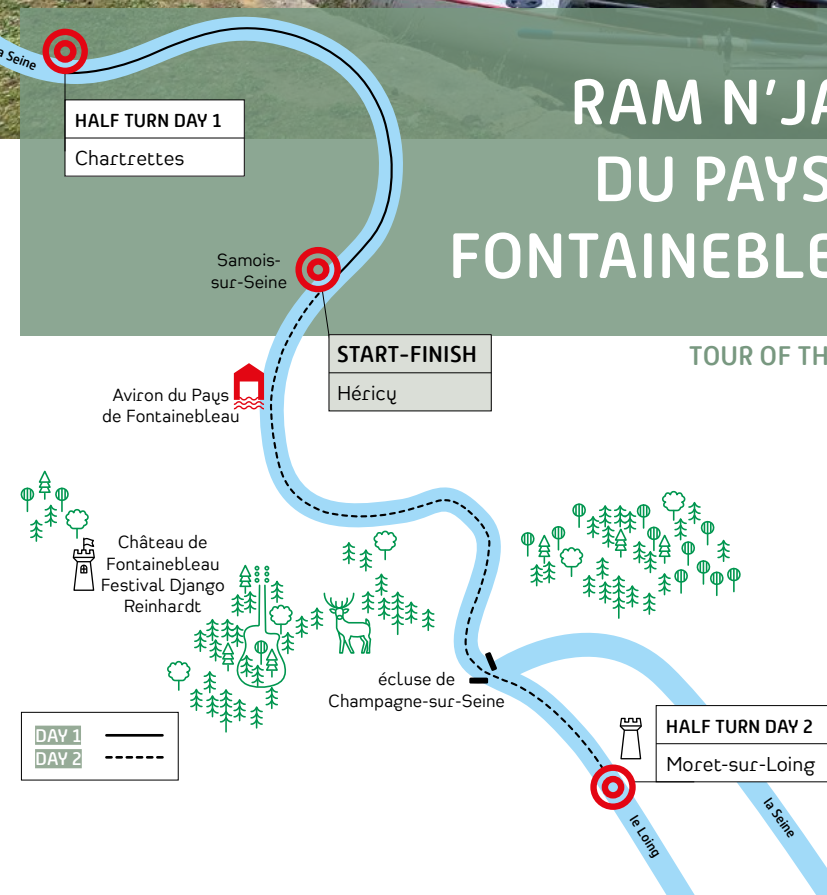 la Seine
HALF TURN DAY 1
Chartrettes
RAM N'JA
DU PAYS
FONTAINEBLE
Samois-
sur-Seine
START-FINISH
Héricy
TOUR OF TH
Aviron du Pays
de Fontainebleau
Château de
Fontainebleau
Festival Django
Reinhardt
écluse de
Champagne-sur-Seine
DAY 1
DAY 2
HALF TURN DAY 2
Moret-sur-Loing
le Loing
la Seine